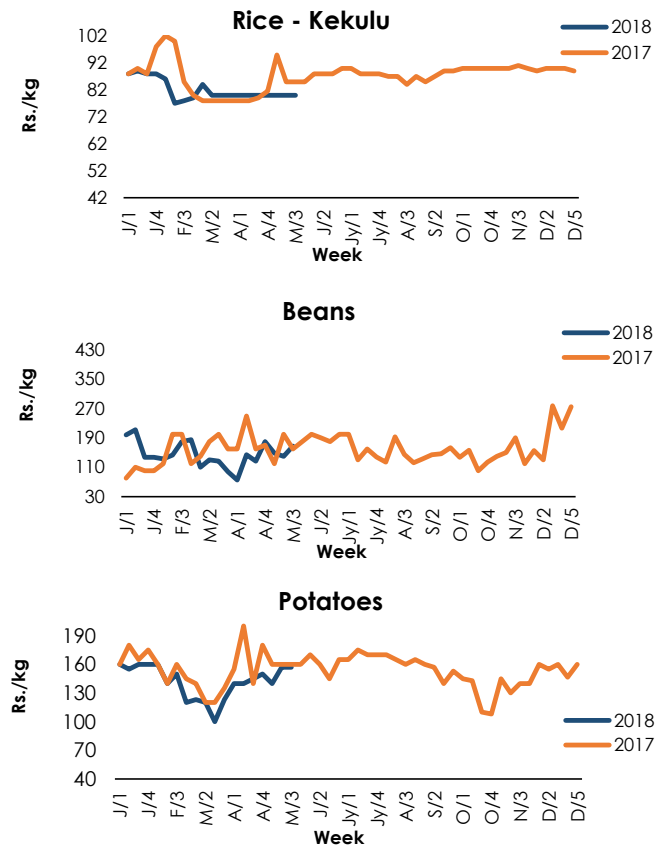 Rice - Kekulu
2018
2017
Rs./kg
102
92
82
72
62
52
42
J/1
J/4
F/3
M/2
A/1
A/4
M/3
J/2
Jy/1
Jy/4
A/3
S/2
O/1
O/4
N/3
D/2
D/5
Week
Beans
2018
2017
Rs./kg
430
350
270
190
110
30
J/1
J/4
F/3
M/2
A/1
A/4
M/3
J/2
Jy/1
Jy/4
A/3
S/2
O/1
O/4
N/3
D/2
D/5
Week
Potatoes
Rs./kg
190
160
130
100
70
40
2018
2017
J/1
J/4
F/3
M/2
A/1
A/4
M/3
J/2
Jy/1
Jy/4
A/3
S/2
O/1
O/4
N/3
D/2
D/5
Week